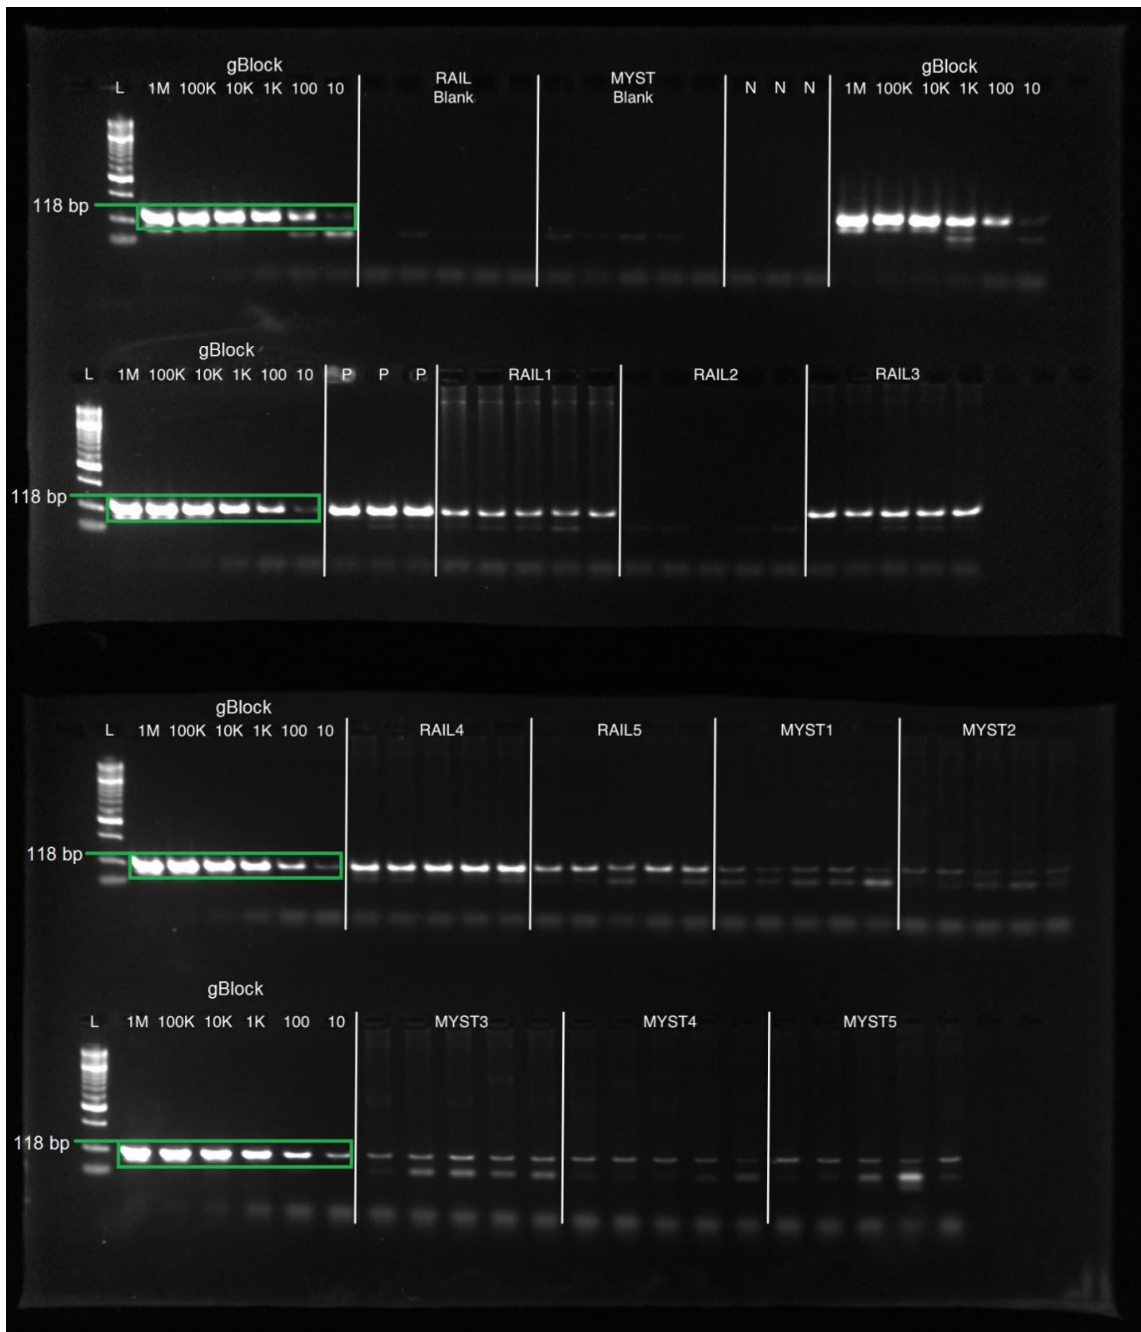 gBlock
L 1M 100K 10K 1K 100 10
RAIL
Blank
MYST
Blank
N N N
gBlock
1M 100K 10K 1K 100 10
118 bp
gBlock
L 1M 100K 10K 1K 100 10
P P P RAIL1 RAIL2 RAIL3
118 bp
gBlock
L 1M 100K 10K 1K 100 10
RAIL4 RAIL5 MYST1 MYST2
118 bp
gBlock
L 1M 100K 10K 1K 100 10
MYST3 MYST4 MYST5
118 bp